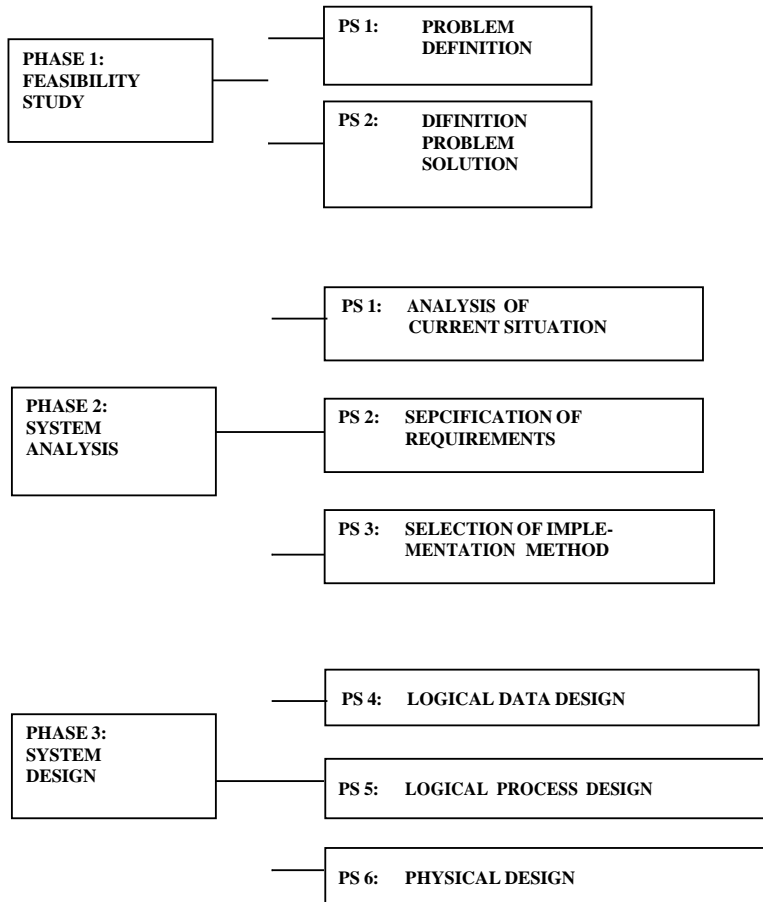 PHASE 1:
FEASIBILITY
STUDY
PS 1: PROBLEM
DEFINITION
PS 2: DIFINITION
PROBLEM
SOLUTION
PHASE 2:
SYSTEM
ANALYSIS
PS 1: ANALYSIS OF
CURRENT SITUATION
PS 2: SEPCIFICATION OF
REQUIREMENTS
PS 3: SELECTION OF IMPLE-
MENTATION METHOD
PHASE 3:
SYSTEM
DESIGN
PS 4: LOGICAL DATA DESIGN
PS 5: LOGICAL PROCESS DESIGN
PS 6: PHYSICAL DESIGN